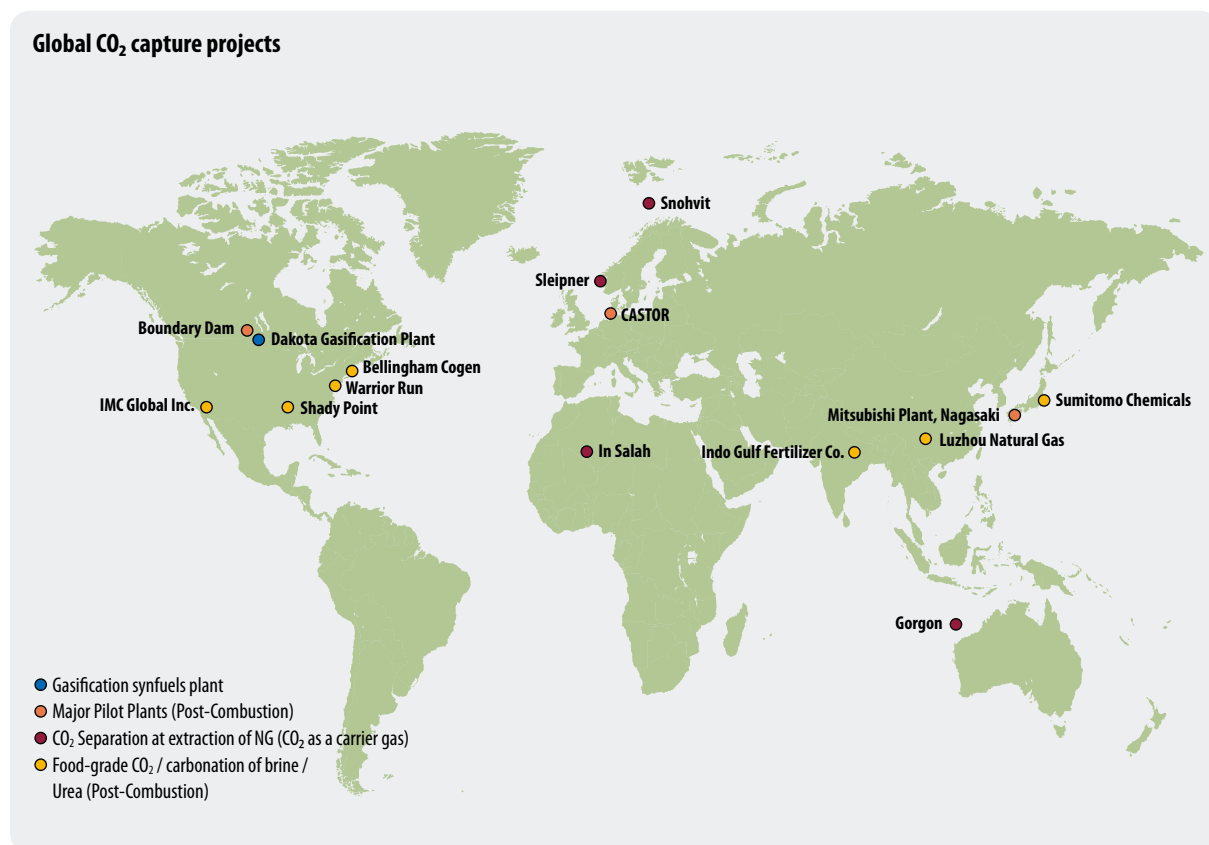 Global CO₂ capture projects
Snohvit
Sleipner
CASTOR
Boundary Dam
Dakota Gasification Plant
Bellingham Cogen
Warrior Run
IMC Global Inc.
Shady Point
Sumitomo Chemicals
Mitsubishi Plant, Nagasaki
Luzhou Natural Gas
In Salah
Indo Gulf Fertilizer Co.
Gorgon
Gasification synfuels plant
Major Pilot Plants (Post-Combustion)
CO₂ Separation at extraction of NG (CO₂ as a carrier gas)
Food-grade CO₂ / carbonation of brine /
Urea (Post-Combustion)